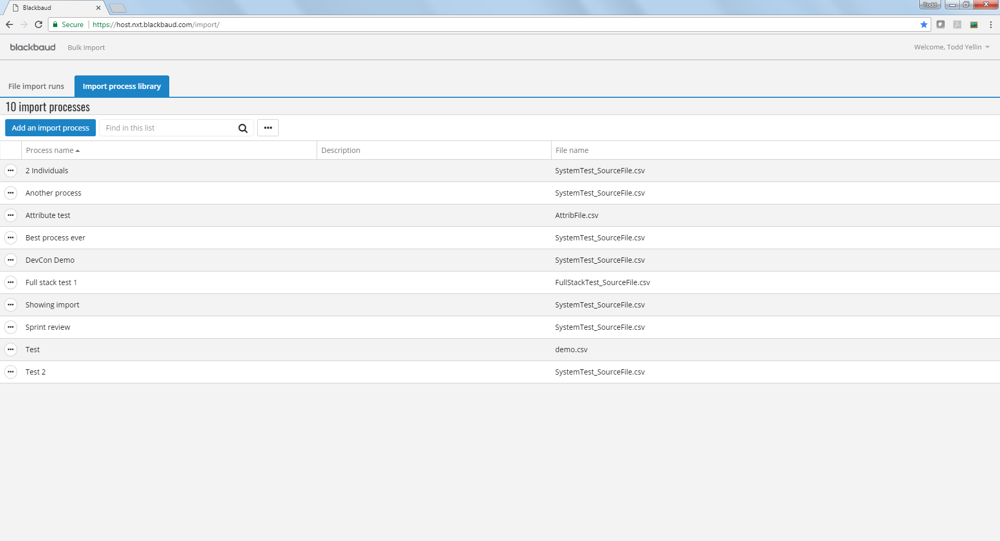 Blackbaud
Todd
Secure https://host.nxt.blackbaud.com/import/
blackbaud Bulk Import Welcome, Todd Yellin
File import runs Import process library
10 import processes
Add an import process Find in this list
Process name Description File name
2 Individuals SystemTest_SourceFile.csv
Another process SystemTest_SourceFile.csv
Attribute test AttribFile.csv
Best process ever SystemTest_SourceFile.csv
DevCon Demo SystemTest_SourceFile.csv
Full stack test 1 FullStackTest_SourceFile.csv
Showing import SystemTest_SourceFile.csv
Sprint review SystemTest_SourceFile.csv
Test demo.csv
Test 2 SystemTest_SourceFile.csv